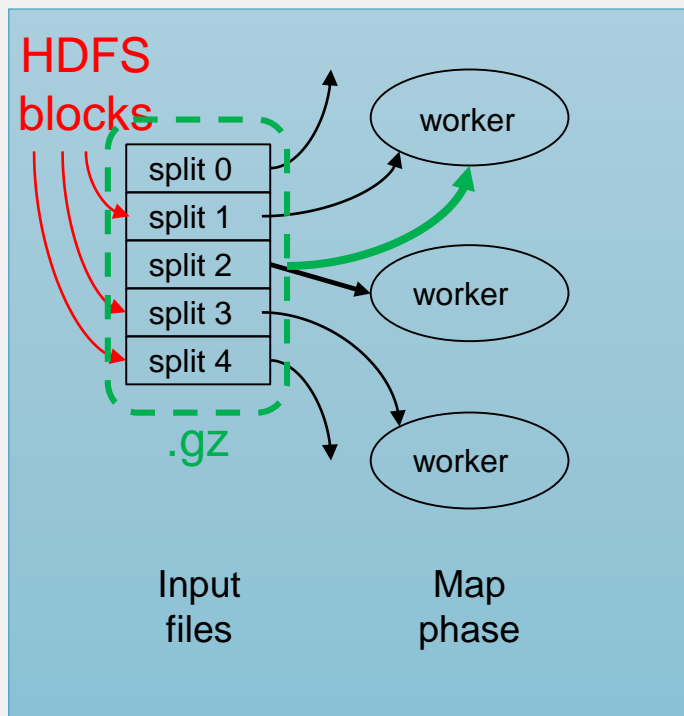 HDFS
blocks
split 0
split 1
split 2
split 3
split 4
.gz
worker
worker
worker
Input
files
Map
phase